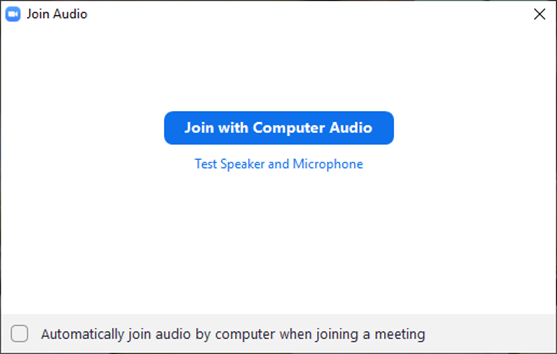 Join Audio
Join with Computer Audio
Test Speaker and Microphone
Automatically join audio by computer when joining a meeting